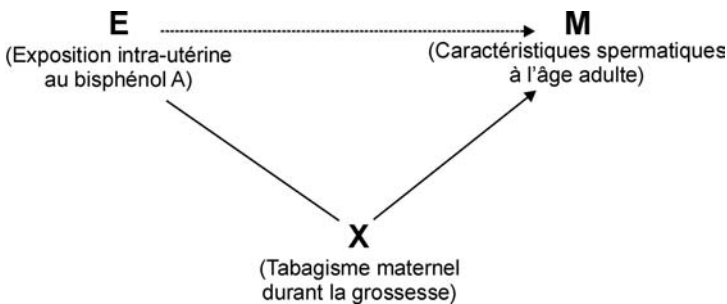 E
(Exposition intra-utérine
au bisphénol A)
M
(Caractéristiques spermatiques
à l’âge adulte)
X
(Tabagisme maternel
durant la grossesse)